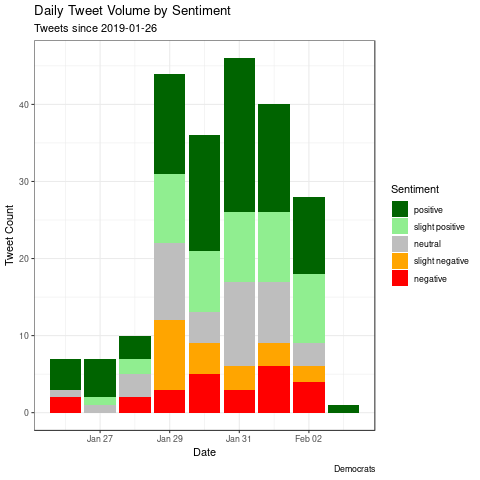 Daily Tweet Volume by Sentiment
Tweets since 2019-01-26
Tweet Count
40
30
20
10
0
Jan 27 Jan 29 Jan 31 Feb 02
Date
Sentiment
positive
slight positive
neutral
slight negative
negative
Democrats